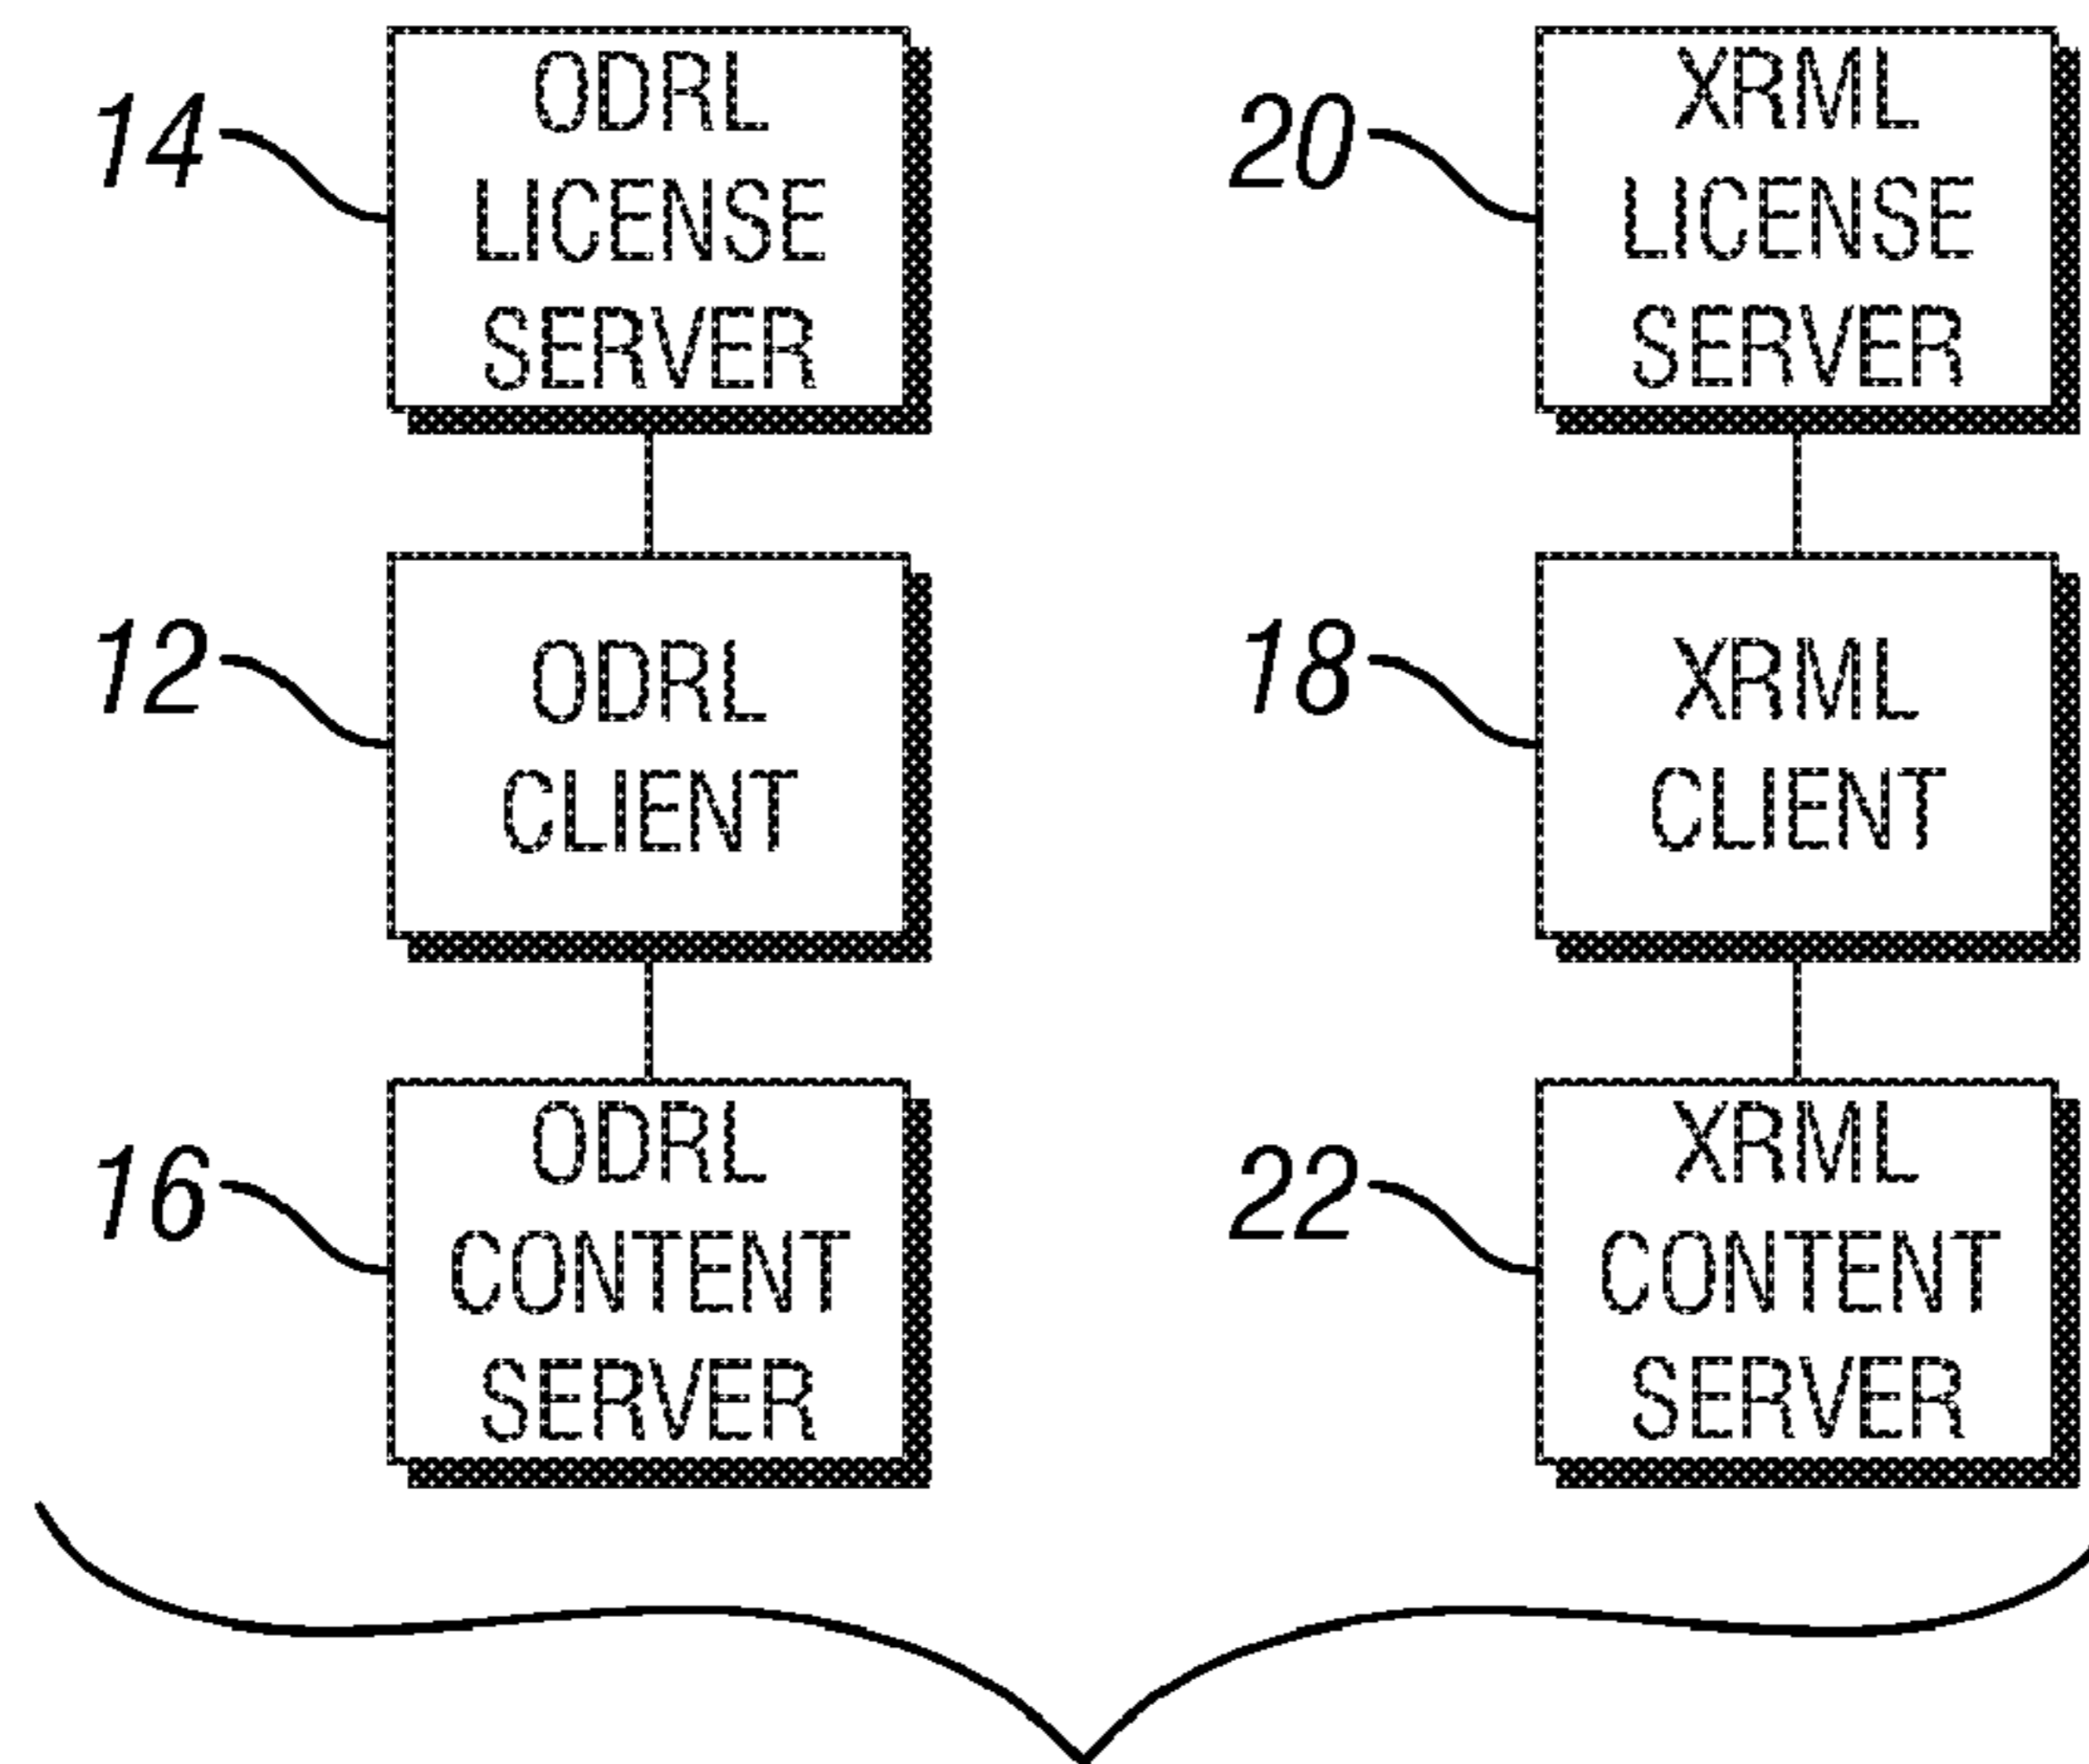 14
ODRL
LICENSE
SERVER
12
ODRL
CLIENT
16
ODRL
CONTENT
SERVER
20
XRML
LICENSE
SERVER
18
XRML
CLIENT
22
XRML
CONTENT
SERVER